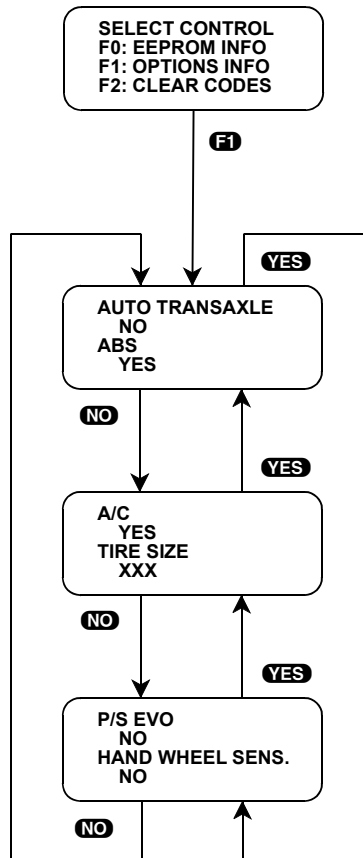 SELECT CONTROL
F0: EEPROM INFO
F1: OPTIONS INFO
F2: CLEAR CODES
F1
YES
AUTO TRANSAXLE
NO
ABS
YES
NO
YES
A/C
YES
TIRE SIZE
XXX
NO
YES
P/S EVO
NO
HAND WHEEL SENS.
NO
NO